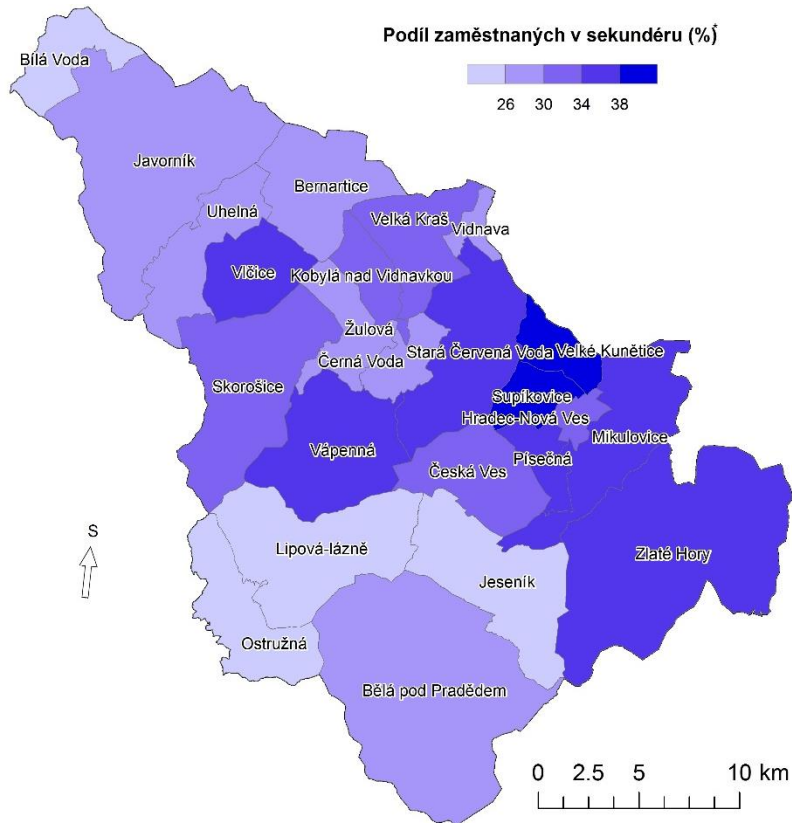 Podíl zaměstnaných v sekundéru (%)*
26 30 34 38
Bílá Voda
Javorník
Bernartice
Uhelná
Velká Kraš
Vidnava
Vlčice
Kobylá nad Vidnavkou
Žulová
Stará Červená Voda
Velké Kunětice
Černá Voda
Skorošice
Supíkovice
Hradec-Nová Ves
Mikulovice
Vápenná
Písečná
Česká Ves
S
Lipová-lázně
Zlaté Hory
Jeseník
Ostružná
Bělá pod Pradědem
0 2.5 5 10 km